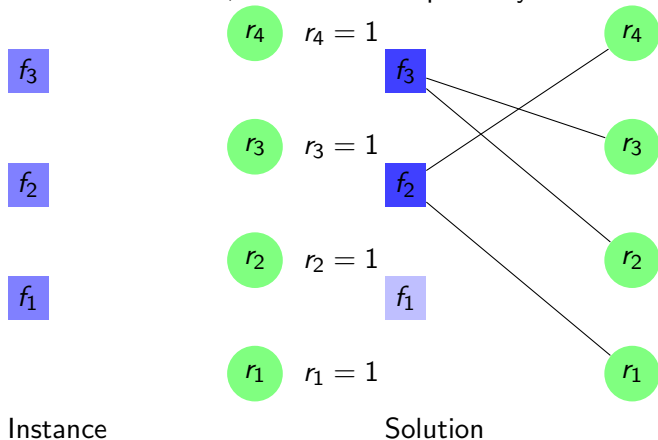 r4 r4 = 1 r4
f3 f3
r3 r3 = 1 r3
f2 f2
r2 r2 = 1 r2
f1 f1
r1 r1 = 1 r1
Instance Solution